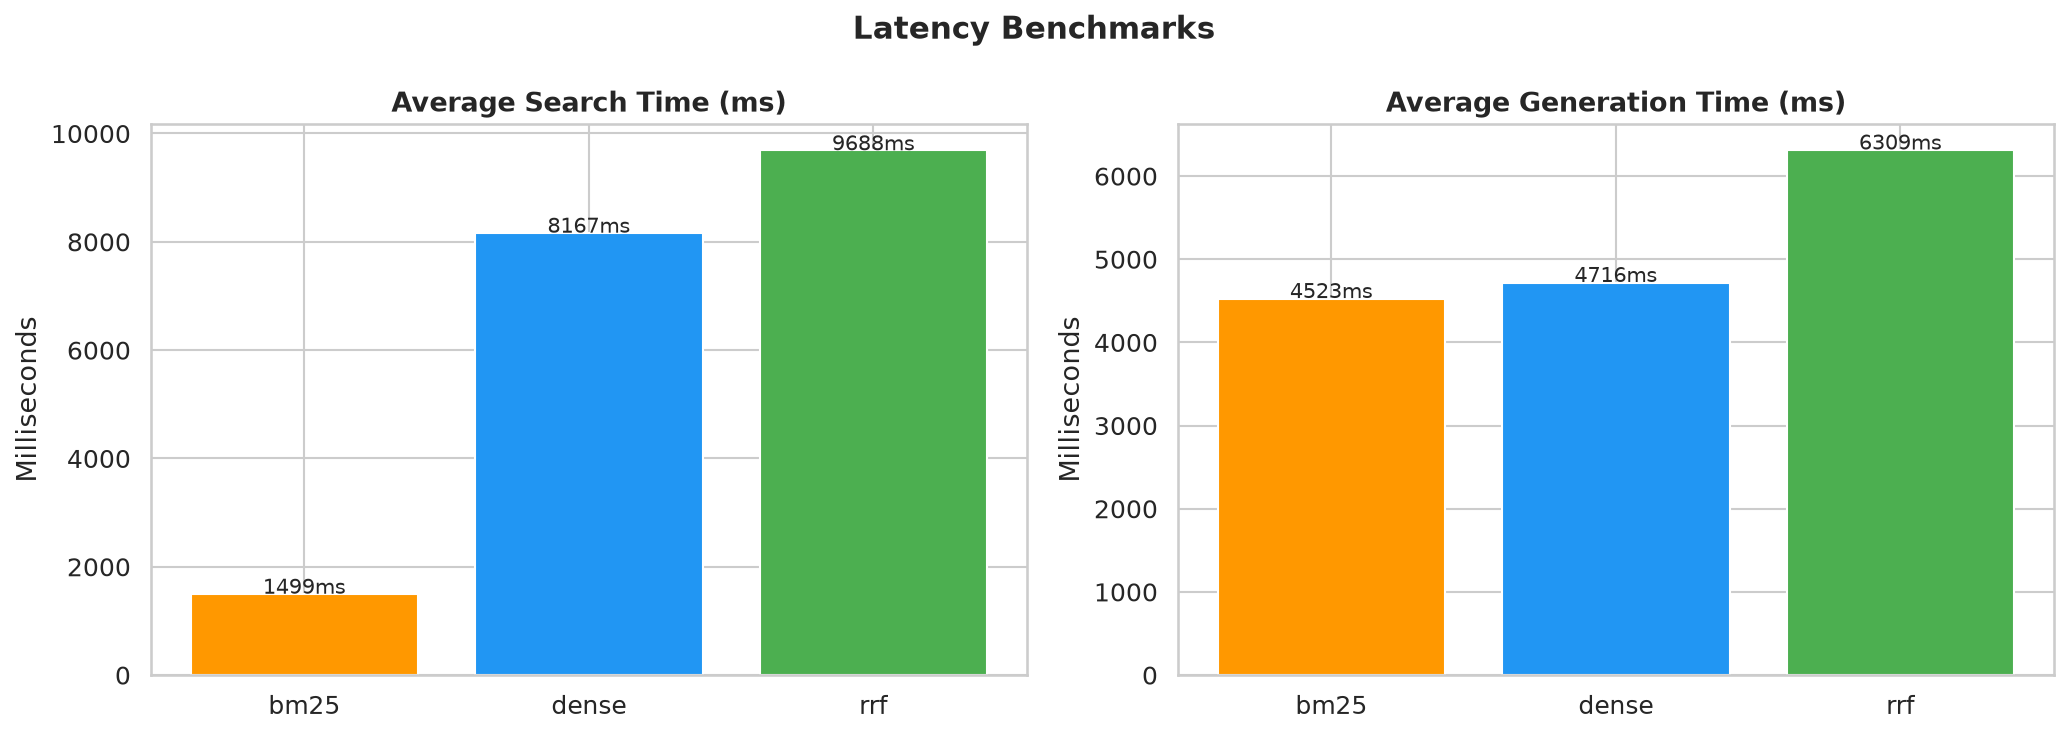 Latency Benchmarks
Average Search Time (ms)
Milliseconds
10000
8000
6000
4000
2000
0
1499ms
8167ms
9688ms
bm25
dense
rrf
Average Generation Time (ms)
Milliseconds
6000
5000
4000
3000
2000
1000
0
4523ms
4716ms
6309ms
bm25
dense
rrf